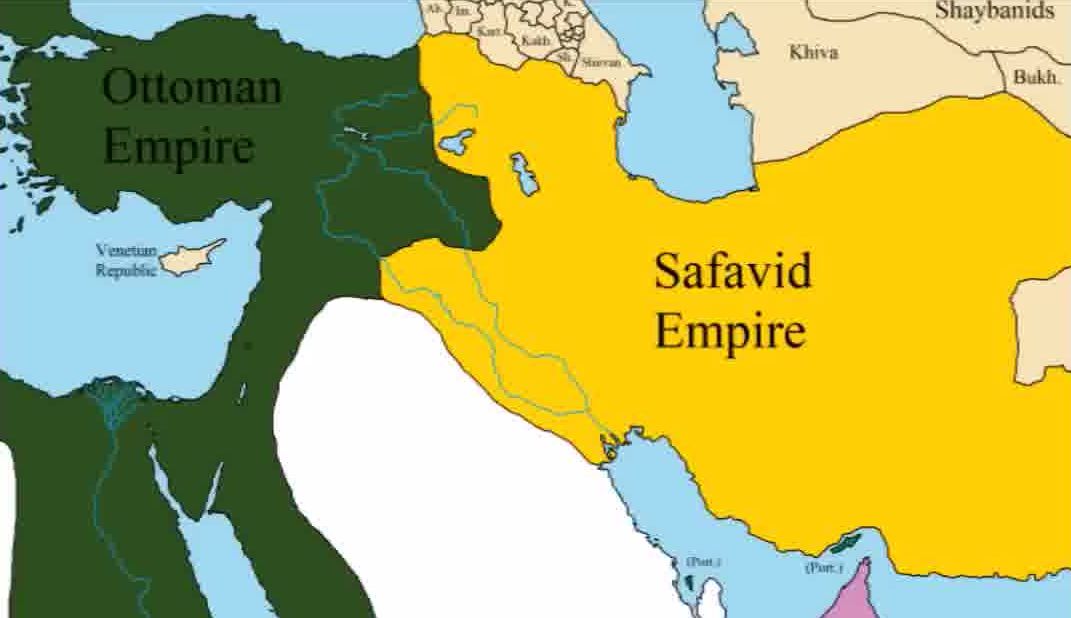 Shaybanids
Ab.
Im.
K.
Kart.
Kakh.
Sh.
Shirvan
Khiva
Bukh.
Ottoman
Empire
Venetian
Republic
Safavid
Empire
(Port.)
(Port.)